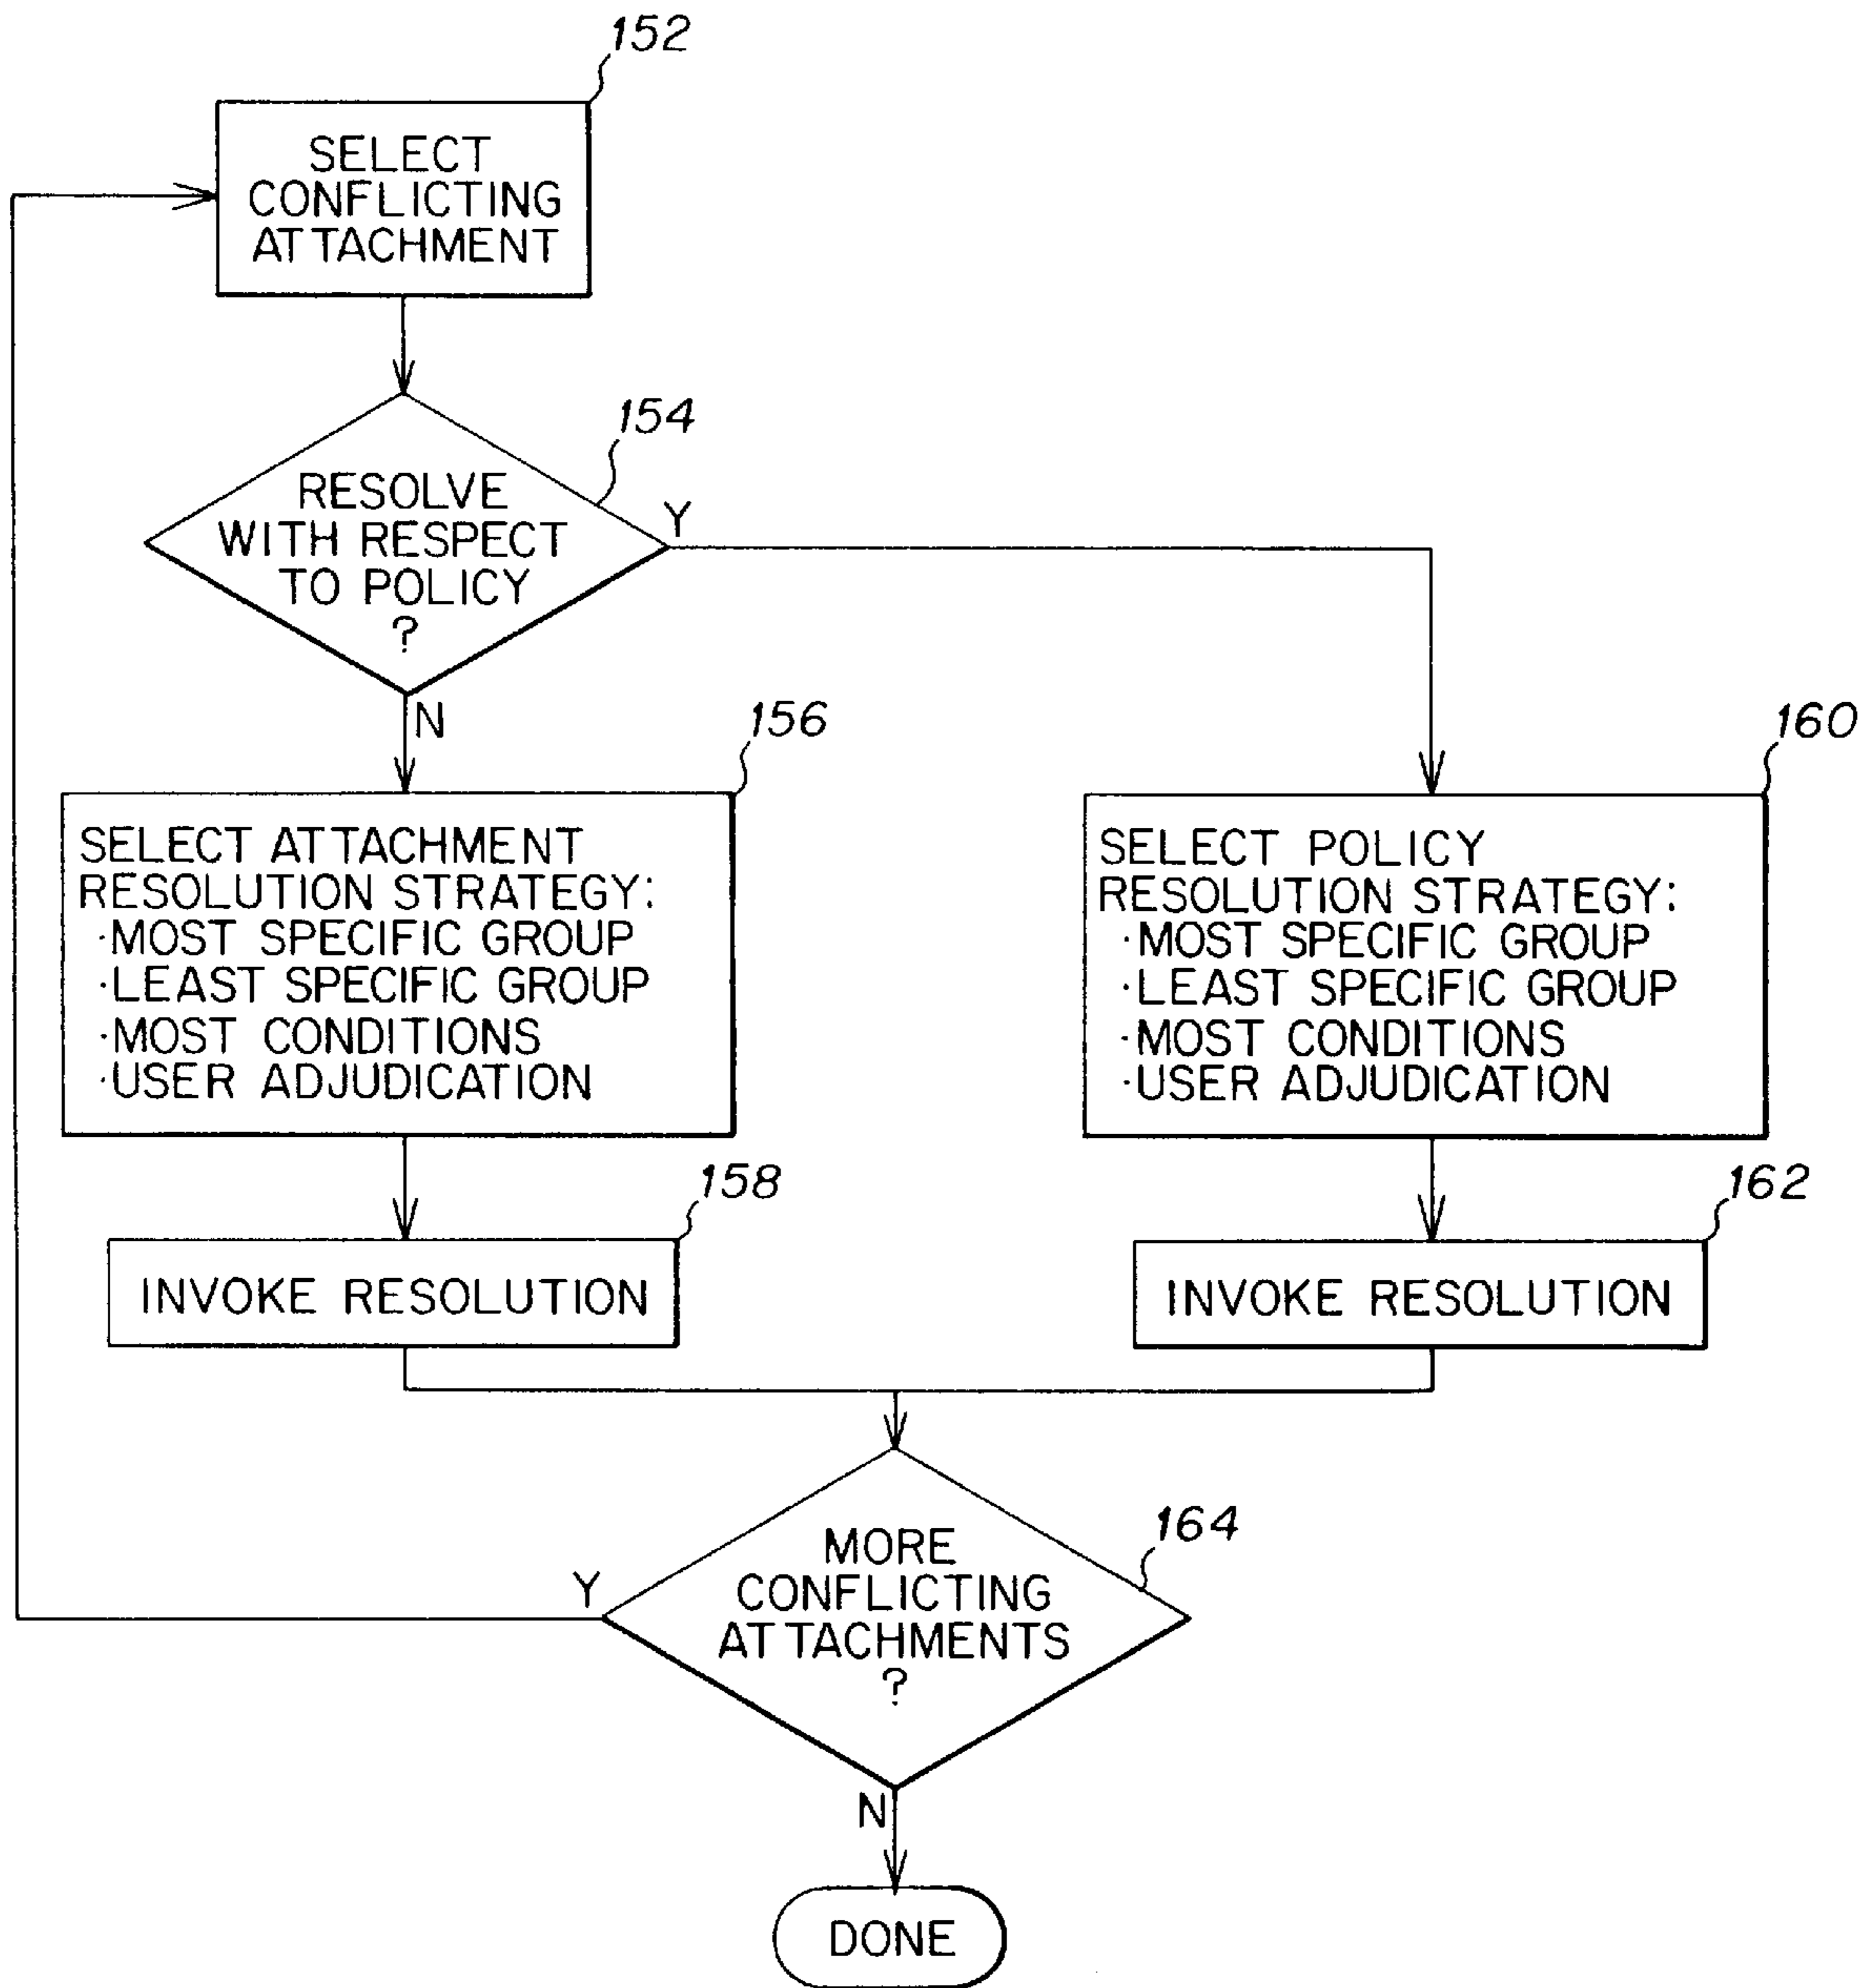 152
SELECT
CONFLICTING
ATTACHMENT
154
RESOLVE
WITH RESPECT
TO POLICY
?
Y
N
156
SELECT ATTACHMENT
RESOLUTION STRATEGY:
·MOST SPECIFIC GROUP
·LEAST SPECIFIC GROUP
·MOST CONDITIONS
·USER ADJUDICATION
160
SELECT POLICY
RESOLUTION STRATEGY:
·MOST SPECIFIC GROUP
·LEAST SPECIFIC GROUP
·MOST CONDITIONS
·USER ADJUDICATION
158
INVOKE RESOLUTION
162
INVOKE RESOLUTION
164
MORE
CONFLICTING
ATTACHMENTS
?
Y
N
DONE